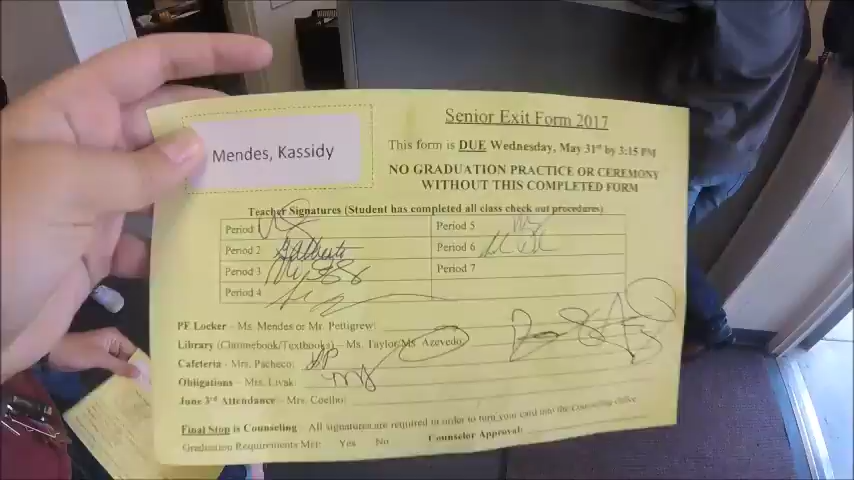 Mendes, Kassidy
Senior Exit Form 2017
This form is DUE Wednesday, May 31st by 3:15 PM
NO GRADUATION PRACTICE OR CEREMONY
WITHOUT THIS COMPLETED FORM
Teacher Signatures (Student has completed all class check out procedures)
Period
Period 5
Period 2
Period 6
Period 3
Period 7
Period 4
PE Locker – Ms. Mendes or Mr. Pettigrew:
Library (Chromebook/Textbooks) – Ms. Taylor/Ms. Azevedo
Cafeteria – Mrs. Pacheco:
Obligations – Mrs. Livak:
June 3rd Attendance – Mrs. Coelho:
Final Stop is Counseling All signatures are required in order to turn your card into the Counseling Office
Graduation Requirements Met: Yes No Counselor Approval: